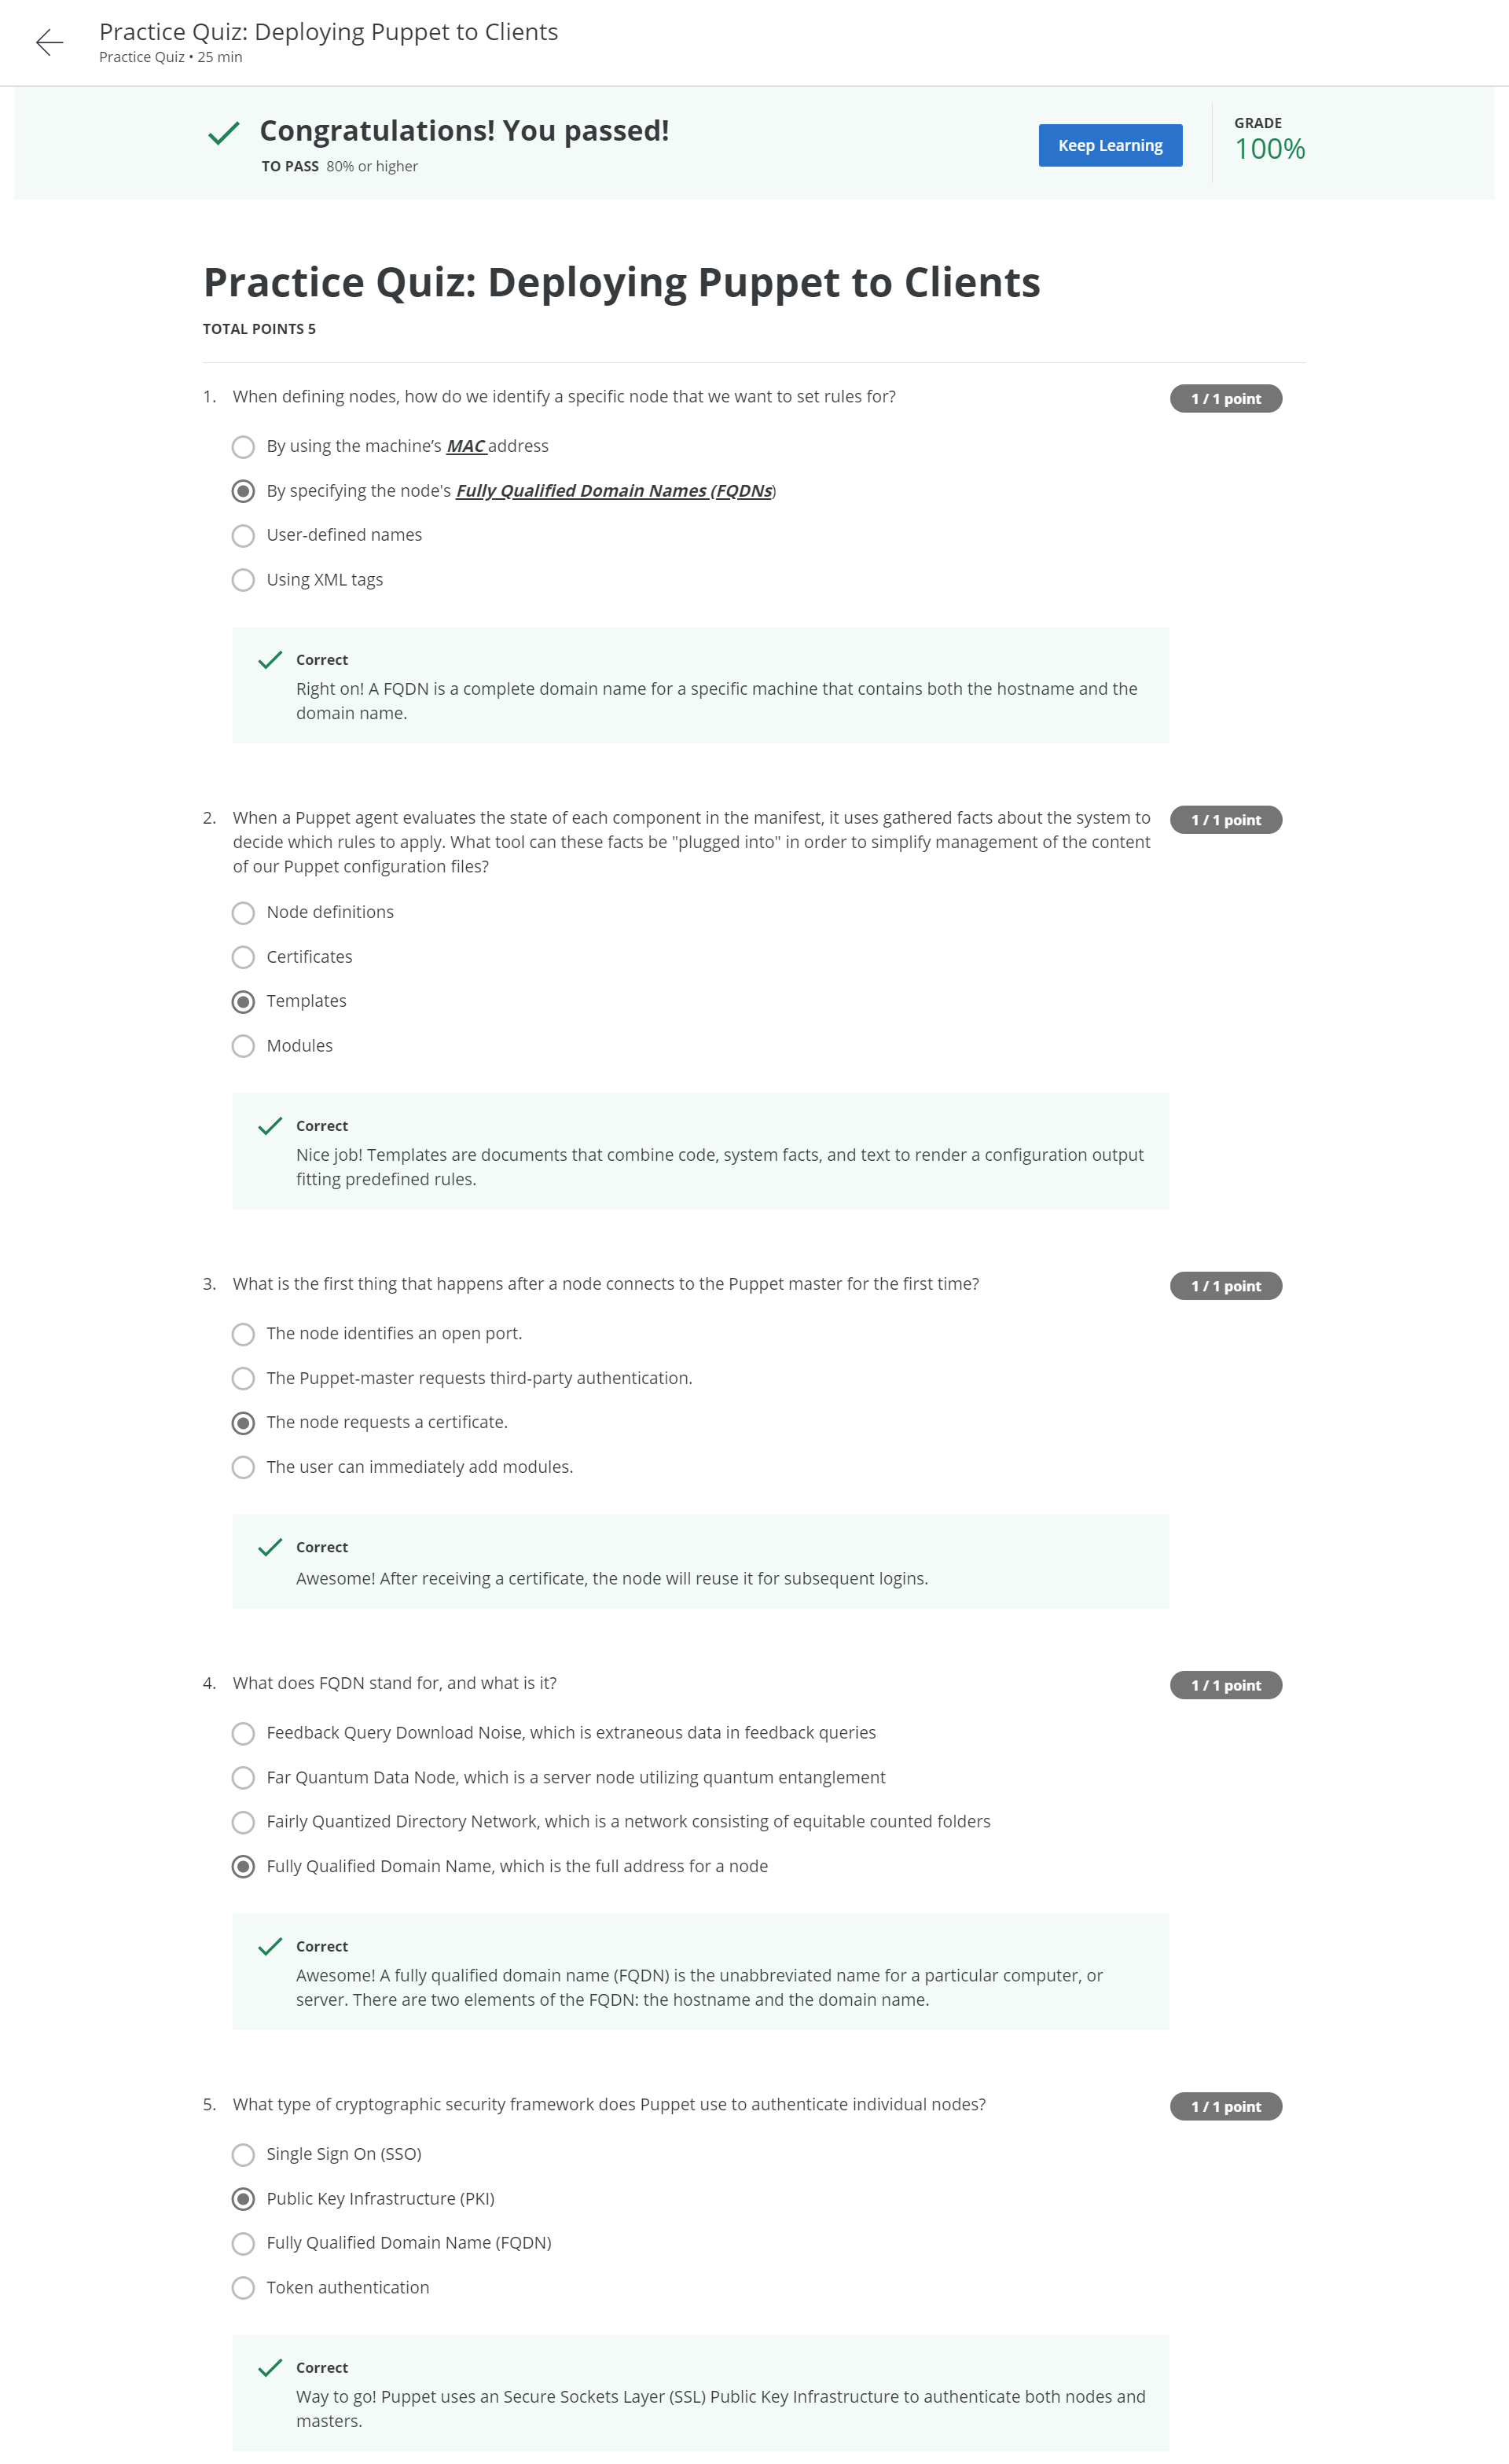 Practice Quiz: Deploying Puppet to Clients
Practice Quiz • 25 min
Congratulations! You passed!
TO PASS 80% or higher
Keep Learning
GRADE
100%
Practice Quiz: Deploying Puppet to Clients
TOTAL POINTS 5
1. When defining nodes, how do we identify a specific node that we want to set rules for?
1 / 1 point
By using the machine’s MAC address
By specifying the node's Fully Qualified Domain Names (FQDNs)
User-defined names
Using XML tags
Correct
Right on! A FQDN is a complete domain name for a specific machine that contains both the hostname and the
domain name.
2. When a Puppet agent evaluates the state of each component in the manifest, it uses gathered facts about the system to
1 / 1 point
decide which rules to apply. What tool can these facts be "plugged into" in order to simplify management of the content
of our Puppet configuration files?
Node definitions
Certificates
Templates
Modules
Correct
Nice job! Templates are documents that combine code, system facts, and text to render a configuration output
fitting predefined rules.
3. What is the first thing that happens after a node connects to the Puppet master for the first time?
1 / 1 point
The node identifies an open port.
The Puppet-master requests third-party authentication.
The node requests a certificate.
The user can immediately add modules.
Correct
Awesome! After receiving a certificate, the node will reuse it for subsequent logins.
4. What does FQDN stand for, and what is it?
1 / 1 point
Feedback Query Download Noise, which is extraneous data in feedback queries
Far Quantum Data Node, which is a server node utilizing quantum entanglement
Fairly Quantized Directory Network, which is a network consisting of equitable counted folders
Fully Qualified Domain Name, which is the full address for a node
Correct
Awesome! A fully qualified domain name (FQDN) is the unabbreviated name for a particular computer, or
server. There are two elements of the FQDN: the hostname and the domain name.
5. What type of cryptographic security framework does Puppet use to authenticate individual nodes?
1 / 1 point
Single Sign On (SSO)
Public Key Infrastructure (PKI)
Fully Qualified Domain Name (FQDN)
Token authentication
Correct
Way to go! Puppet uses an Secure Sockets Layer (SSL) Public Key Infrastructure to authenticate both nodes and
masters.